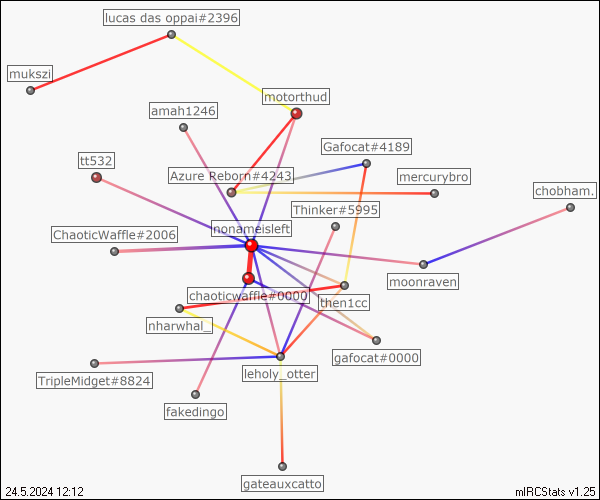 lucas das oppai#2396
mukszi
motorthud
amah1246
Gafocat#4189
tt532
Azure Reborn#4243
mercurybro
chobham.
Thinker#5995
nonameisleft
ChaoticWaffle#2006
moonraven
chaoticwaffle#0000
then1cc
nharwhal_
gafocat#0000
leholy_otter
TripleMidget#8824
fakedingo
gateauxcatto
24.5.2024 12:12
mIRCStats v1.25